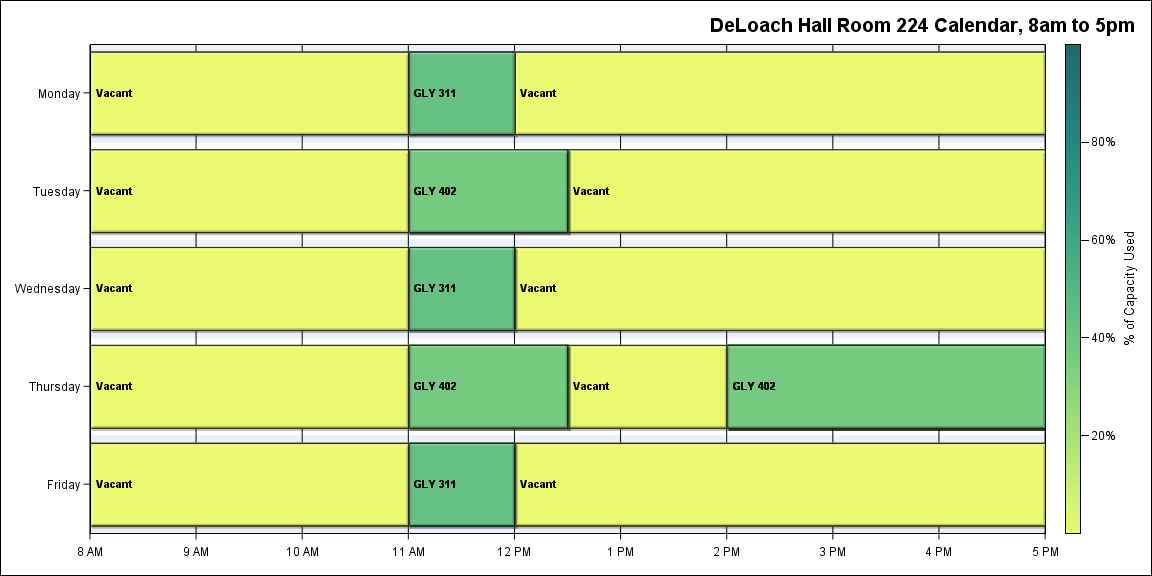 DeLoach Hall Room 224 Calendar, 8am to 5pm
Monday
Vacant
GLY 311
Vacant
Tuesday
Vacant
GLY 402
Vacant
Wednesday
Vacant
GLY 311
Vacant
Thursday
Vacant
GLY 402
Vacant
GLY 402
Friday
Vacant
GLY 311
Vacant
8 AM
9 AM
10 AM
11 AM
12 PM
1 PM
2 PM
3 PM
4 PM
5 PM
80%
60%
40%
20%
% of Capacity Used